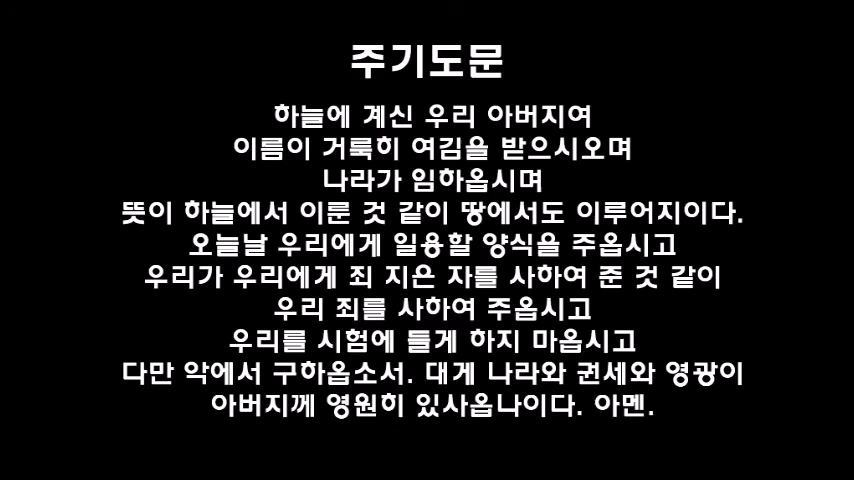 주기도문
하늘에 계신 우리 아버지여
이름이 거룩히 여김을 받으시오며
나라가 임하옵시며
뜻이 하늘에서 이룬 것 같이 땅에서도 이루어지이다.
오늘날 우리에게 일용할 양식을 주옵시고
우리가 우리에게 죄 지은 자를 사하여 준 것 같이
우리 죄를 사하여 주옵시고
우리를 시험에 들게 하지 마옵시고
다만 악에서 구하옵소서. 대게 나라와 권세와 영광이
아버지께 영원히 있사옵나이다. 아멘.